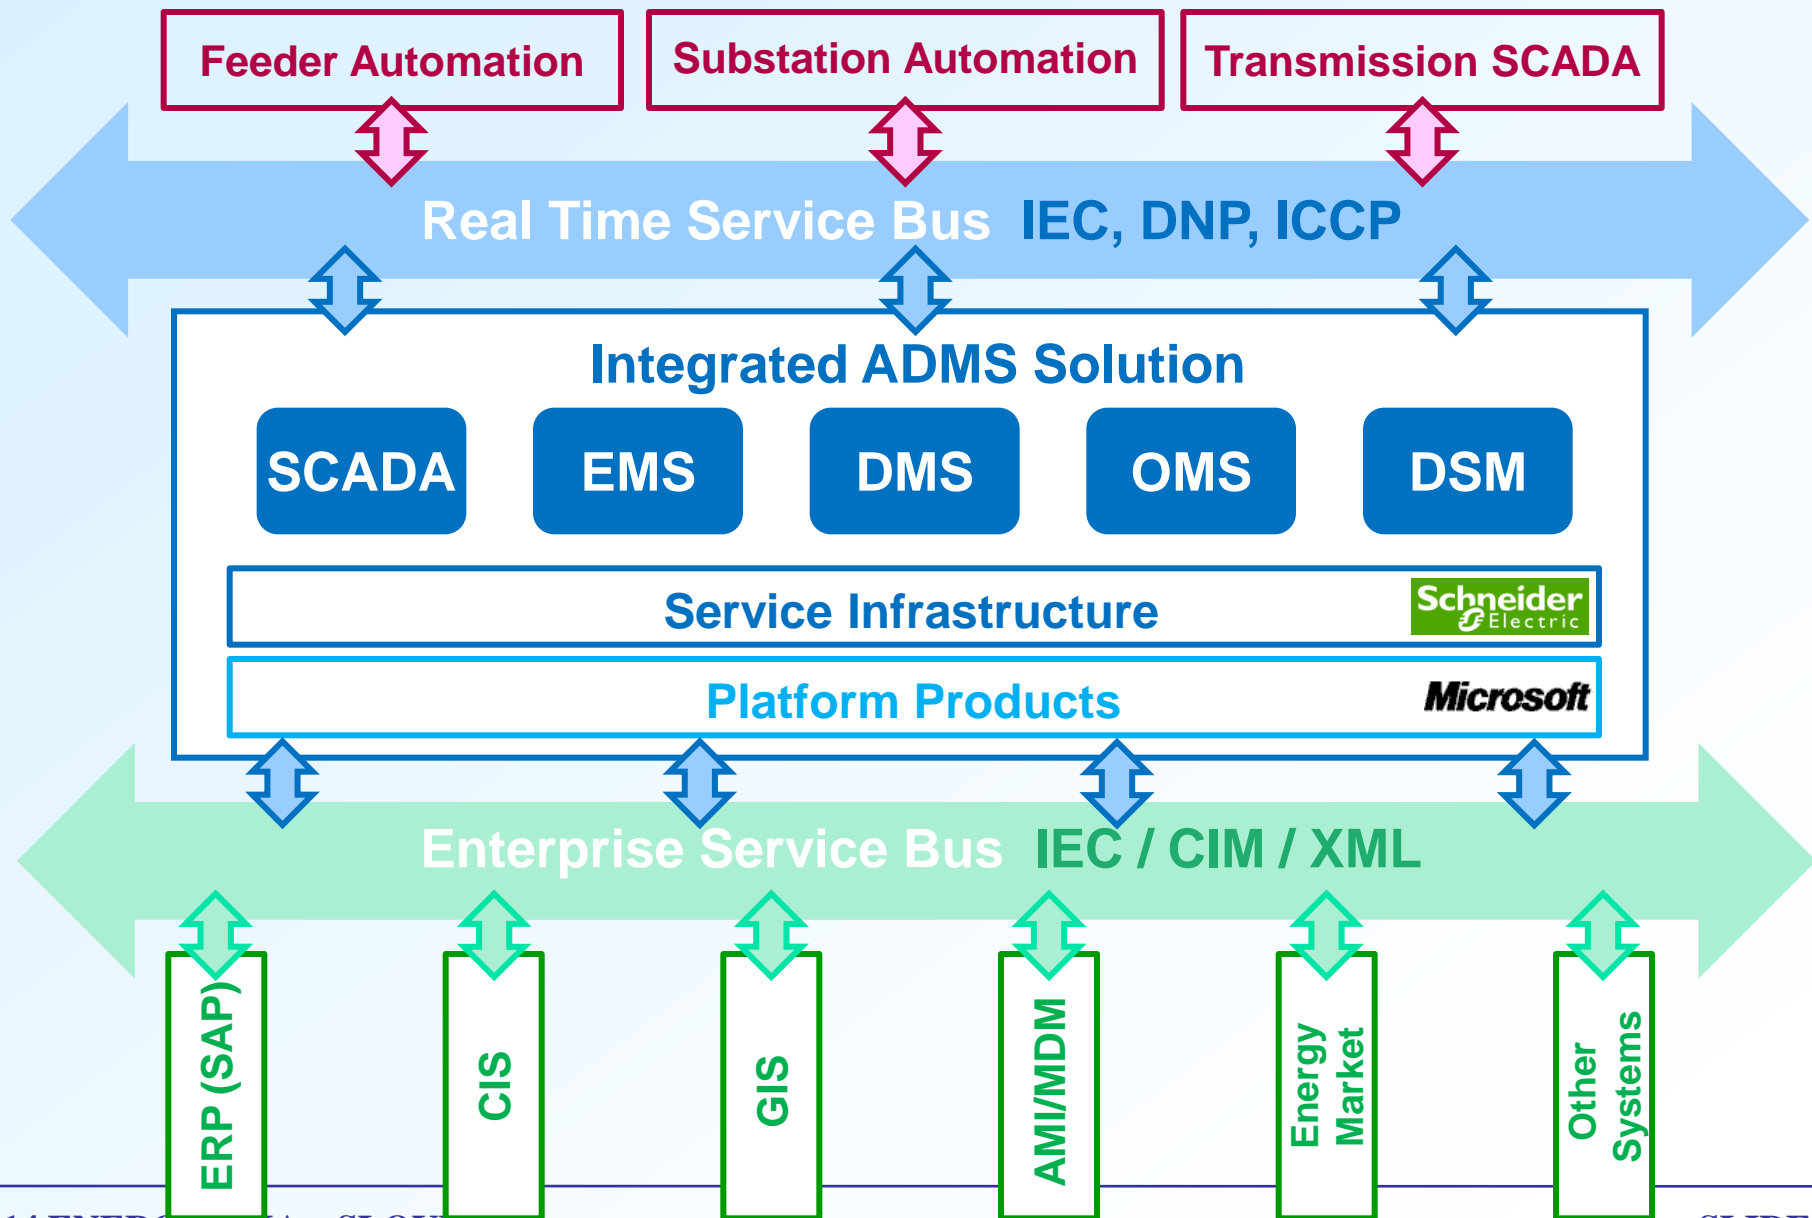 Feeder Automation
Substation Automation
Transmission SCADA
Real Time Service Bus IEC, DNP, ICCP
Integrated ADMS Solution
SCADA
EMS
DMS
OMS
DSM
Service Infrastructure
Schneider
Electric
Platform Products
Microsoft
Enterprise Service Bus IEC / CIM / XML
ERP (SAP)
CIS
GIS
AMI/MDM
Energy
Market
Other
Systems